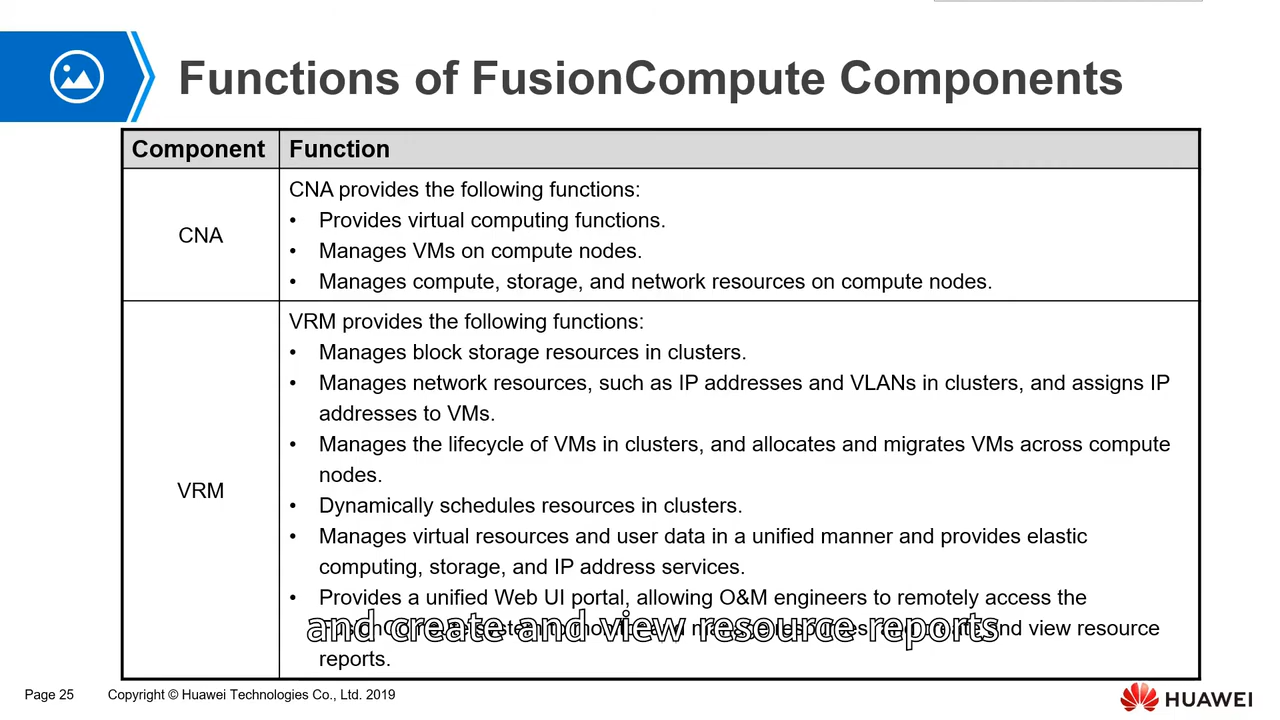 Functions of FusionCompute Components
Component Function
CNA
CNA provides the following functions:
• Provides virtual computing functions.
• Manages VMs on compute nodes.
• Manages compute, storage, and network resources on compute nodes.
VRM
VRM provides the following functions:
• Manages block storage resources in clusters.
• Manages network resources, such as IP addresses and VLANs in clusters, and assigns IP
addresses to VMs.
• Manages the lifecycle of VMs in clusters, and allocates and migrates VMs across compute
nodes.
• Dynamically schedules resources in clusters.
• Manages virtual resources and user data in a unified manner and provides elastic
computing, storage, and IP address services.
• Provides a unified Web UI portal, allowing O&M engineers to remotely access the
and view resource
reports.
and create and view resource reports
Page 25 Copyright © Huawei Technologies Co., Ltd. 2019
HUAWEI